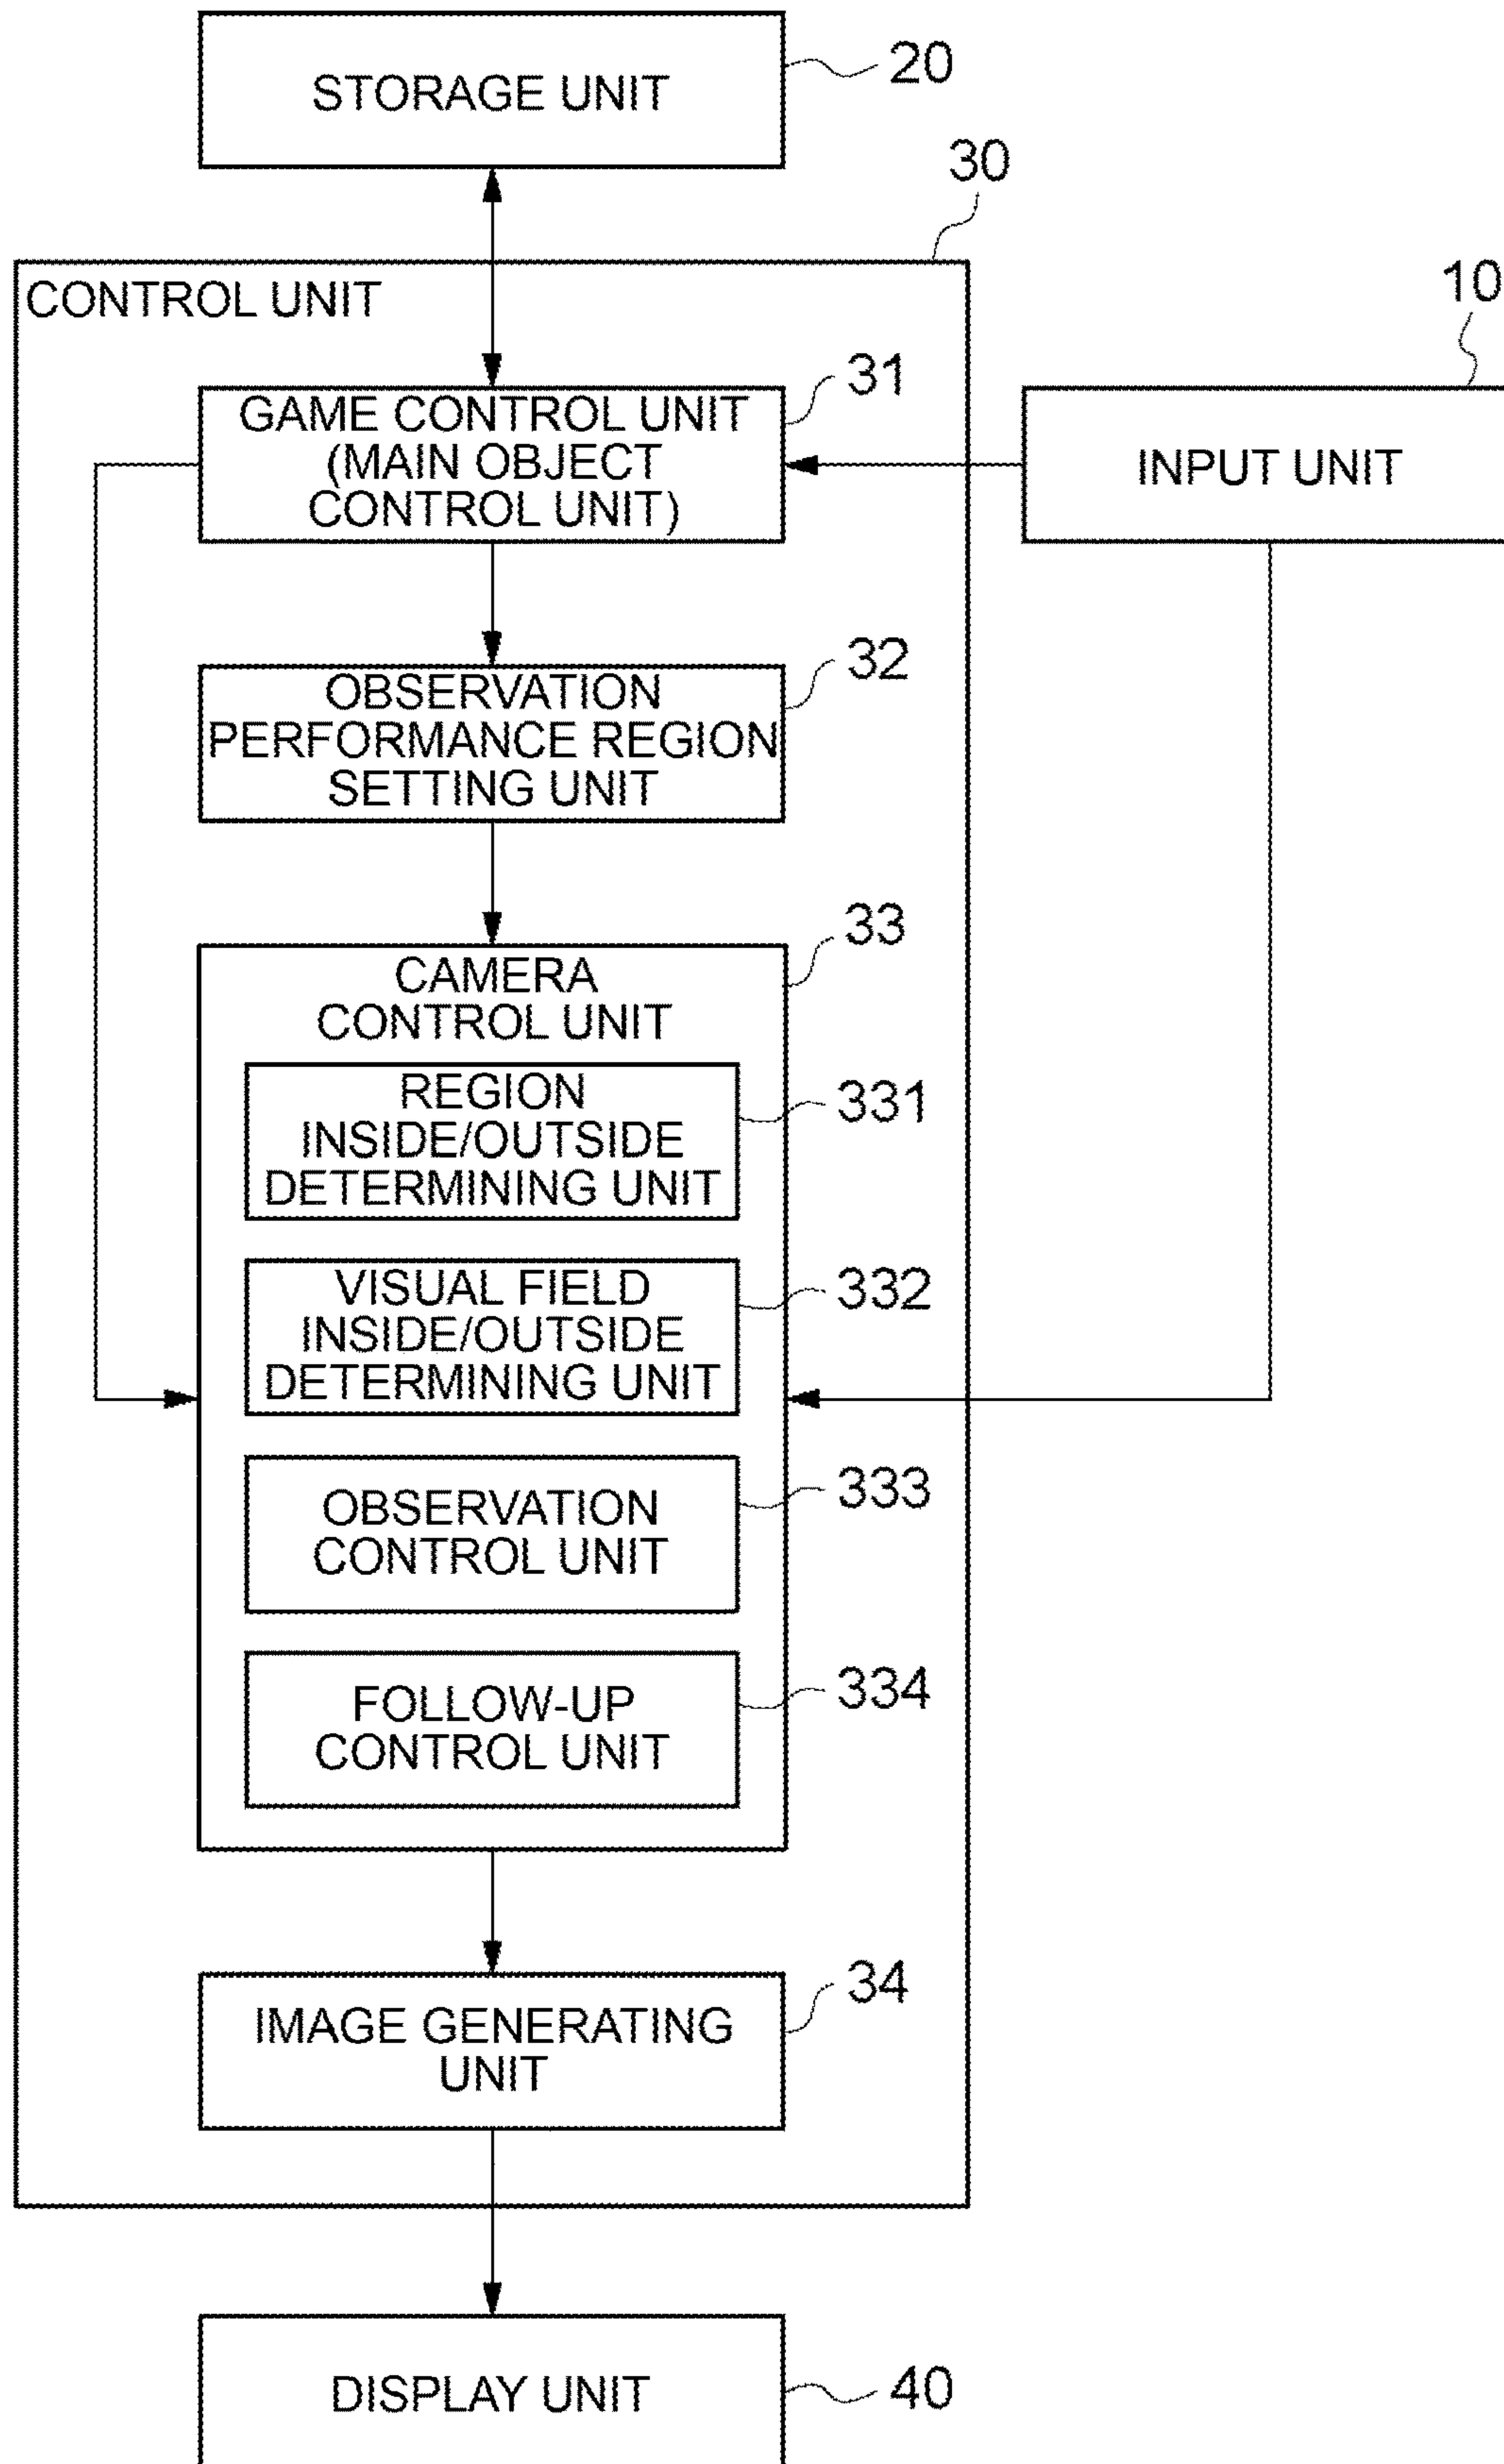 STORAGE UNIT
20
30
CONTROL UNIT
10
31
GAME CONTROL UNIT
(MAIN OBJECT
CONTROL UNIT)
INPUT UNIT
32
OBSERVATION
PERFORMANCE REGION
SETTING UNIT
33
CAMERA
CONTROL UNIT
REGION
INSIDE/OUTSIDE
DETERMINING UNIT
331
VISUAL FIELD
INSIDE/OUTSIDE
DETERMINING UNIT
332
OBSERVATION
CONTROL UNIT
333
FOLLOW-UP
CONTROL UNIT
334
34
IMAGE GENERATING
UNIT
DISPLAY UNIT
40